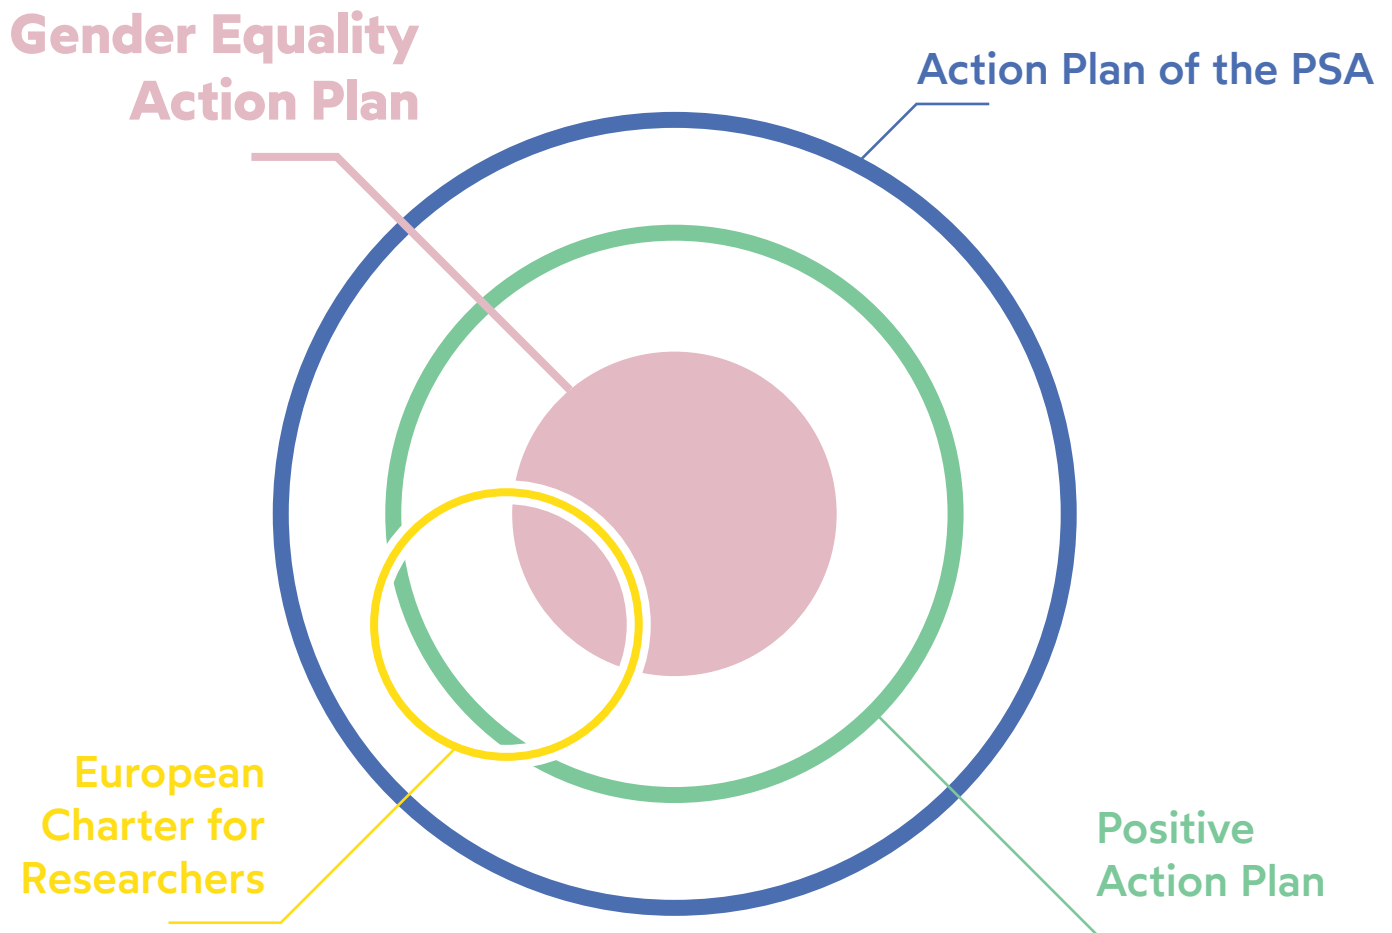 Gender Equality
Action Plan
Action Plan of the PSA
European
Charter for
Researchers
Positive
Action Plan